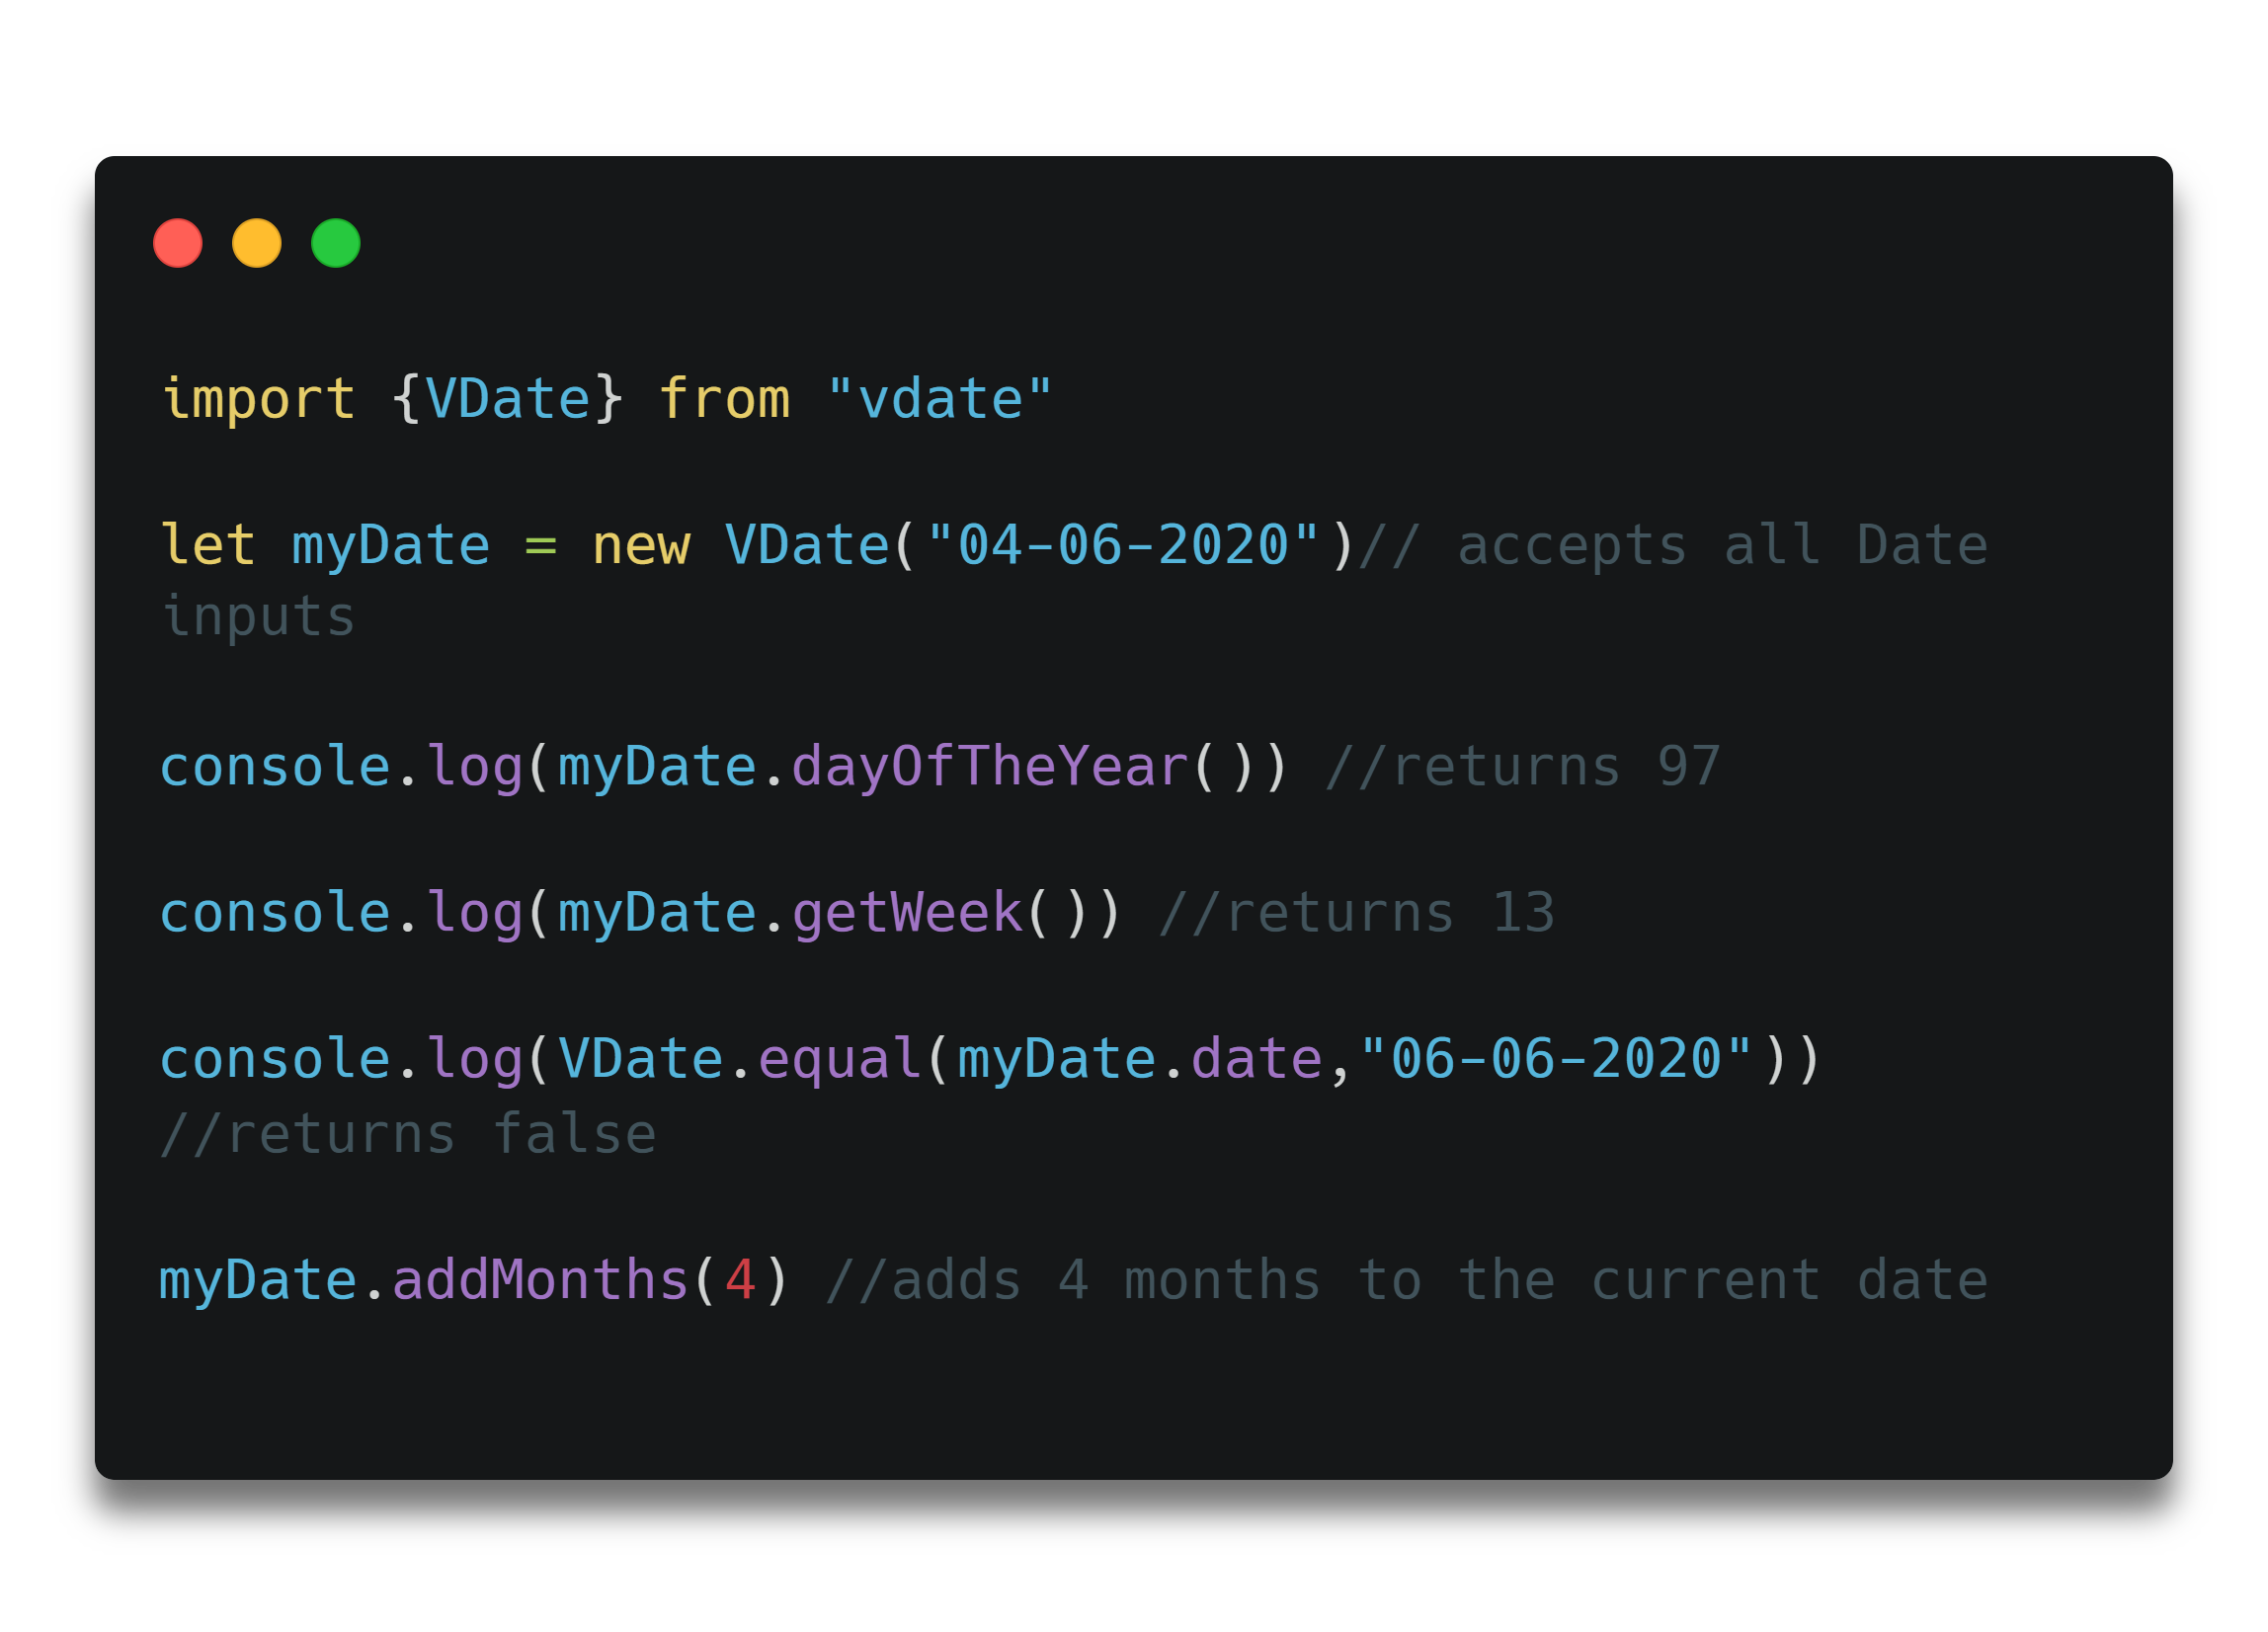 import {VDate} from "vdate"
let myDate = new VDate("04-06-2020")// accepts all Date
inputs
console.log(myDate.dayOfTheYear()) //returns 97
console.log(myDate.getWeek()) //returns 13
console.log(VDate.equal(myDate.date,"06-06-2020"))
//returns false
myDate.addMonths(4) //adds 4 months to the current date